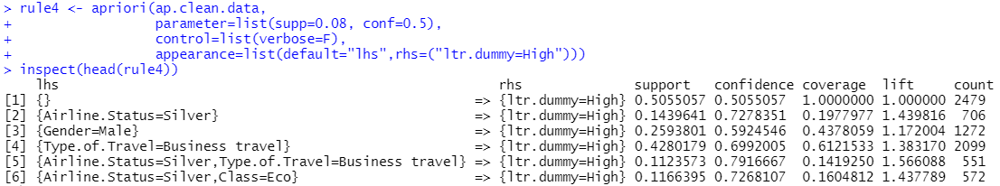 > rule4 <- apriori(ap.clean.data,
+                  parameter=list(supp=0.08, conf=0.5),
+                  control=list(verbose=F),
+                  appearance=list(default="lhs",rhs=("ltr.dummy=High")))
> inspect(head(rule4))
    lhs                                                      rhs              support   confidence coverage  lift     count
[1] {}                                                    => {ltr.dummy=High} 0.5055057 0.5055057  1.0000000 1.000000 2479
[2] {Airline.Status=Silver}                               => {ltr.dummy=High} 0.1439641 0.7278351  0.1977977 1.439816  706
[3] {Gender=Male}                                         => {ltr.dummy=High} 0.2593801 0.5924546  0.4378059 1.172004 1272
[4] {Type.of.Travel=Business travel}                      => {ltr.dummy=High} 0.4280179 0.6992005  0.6121533 1.383170 2099
[5] {Airline.Status=Silver,Type.of.Travel=Business travel} => {ltr.dummy=High} 0.1123573 0.7916667  0.1419250 1.566088  551
[6] {Airline.Status=Silver,Class=Eco}                     => {ltr.dummy=High} 0.1166395 0.7268107  0.1604812 1.437789  572